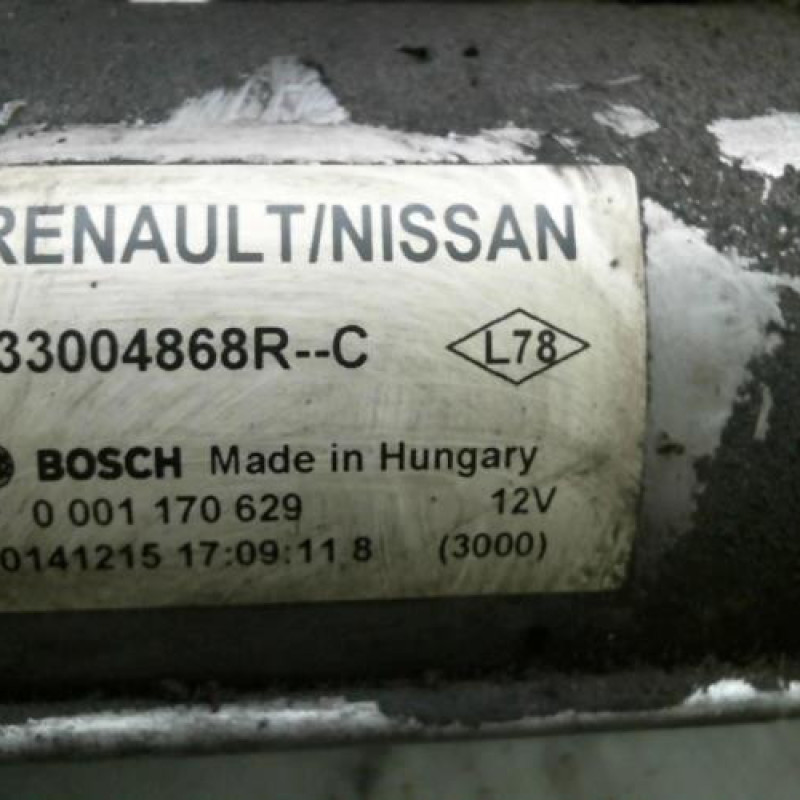 RENAULT/NISSAN
33004868R--C L78
BOSCH Made in Hungary
0 001 170 629 12V
0141215 17:09:11 8 (3000)